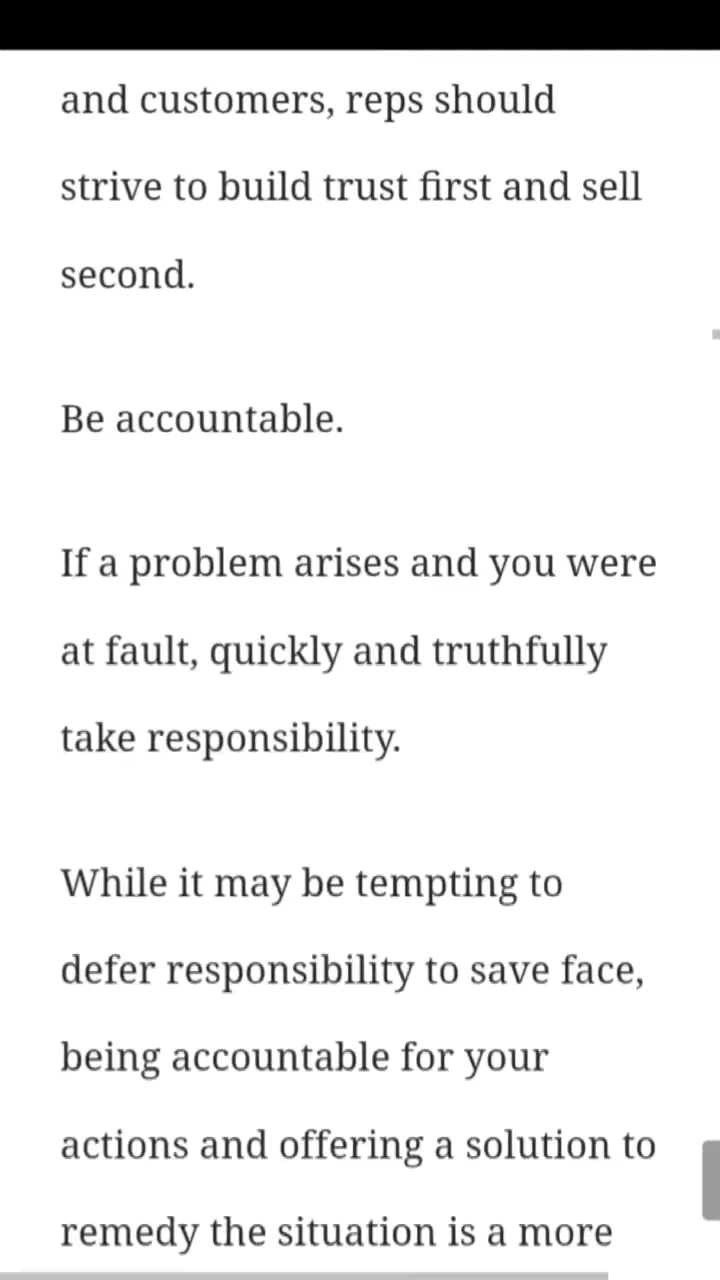 and customers, reps should
strive to build trust first and sell
second.
Be accountable.
If a problem arises and you were
at fault, quickly and truthfully
take responsibility.
While it may be tempting to
defer responsibility to save face,
being accountable for your
actions and offering a solution to
remedy the situation is a more